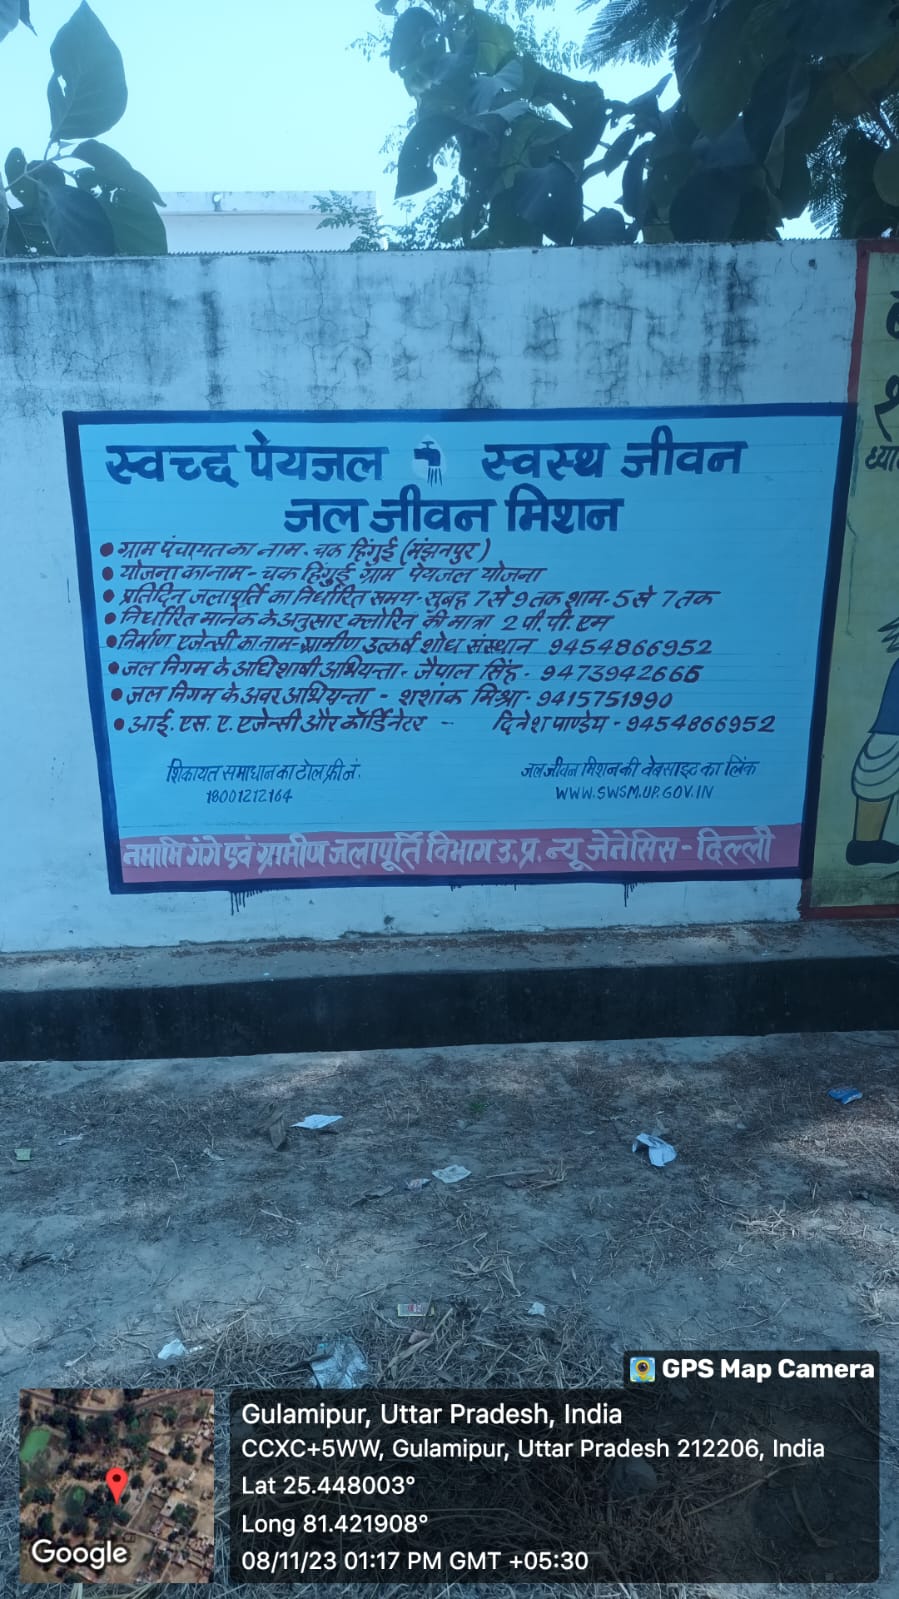 स्वच्छ पेयजल स्वस्थ जीवन
जल जीवन मिशन
ग्राम पंचायत का नाम - चक हिंगुई (मंझनपुर)
योजना का नाम - चक हिंगुई ग्राम पेयजल योजना
प्रतिदिन जलापूर्ति का निर्धारित समय - सुबह 7 से 9 तक शाम - 5 से 7 तक
निर्धारित मानक के अनुसार क्लोरिन की मात्रा 2 पी.पी.एम
निर्माण एजेन्सी का नाम - ग्रामीण उत्कर्ष शोध संस्थान 9454866952
जल निगम के अधिशाषी अभियन्ता - जैपाल सिंह - 9473942665
जल निगम के अवर अभियन्ता - शशांक मिश्रा - 9415751990
आई. एस. ए. एजेन्सी और कॉर्डिनेटर - दिनेश पाण्डेय - 9454866952
शिकायत समाधान का टोल फ्री नं.
18001212164
जल जीवन मिशन की वेबसाइट का लिंक
WWW.SWSM.UP.GOV.IN
नमामि गंगे एवं ग्रामीण जलापूर्ति विभाग उ.प्र. न्यू जेनेसिस - दिल्ली
GPS Map Camera
Gulamipur, Uttar Pradesh, India
CCXC+5WW, Gulamipur, Uttar Pradesh 212206, India
Lat 25.448003°
Long 81.421908°
08/11/23 01:17 PM GMT +05:30
Google